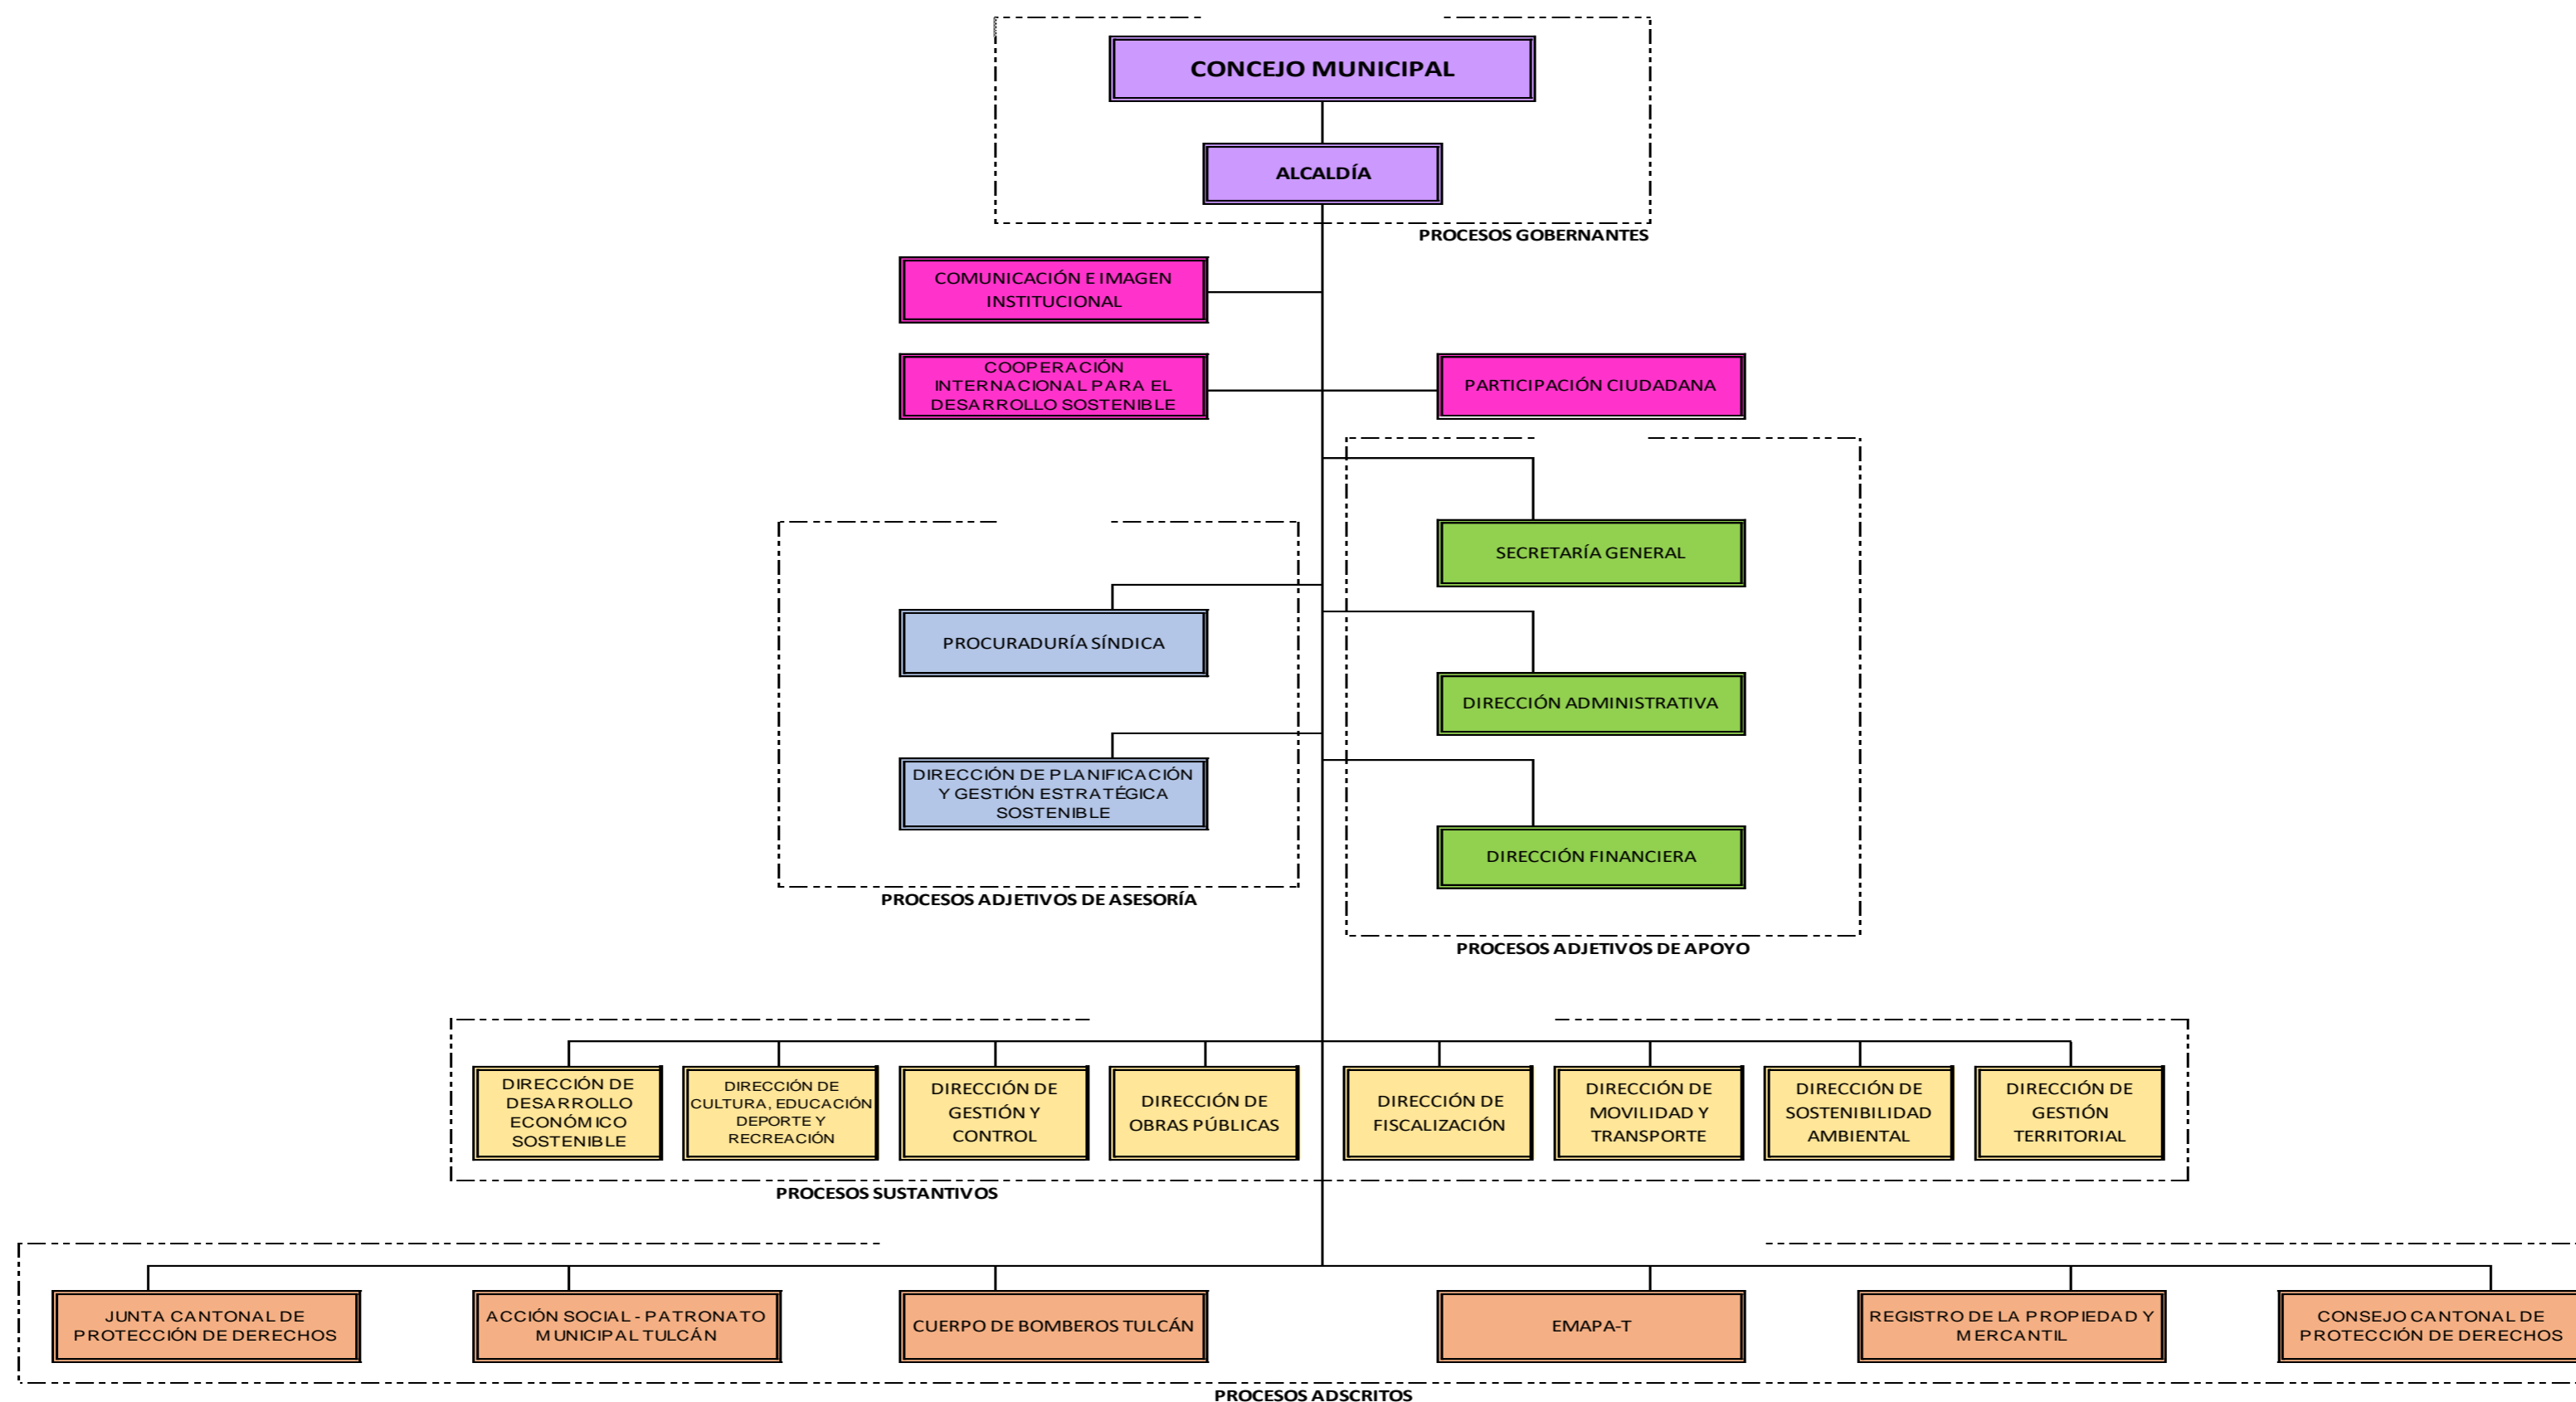 CONCEJO MUNICIPAL
ALCALDÍA
PROCESOS GOBERNANTES
COMUNICACIÓN E IMAGEN
INSTITUCIONAL
COOPERACIÓN
INTERNACIONAL PARA EL
DESARROLLO SOSTENIBLE
PARTICIPACIÓN CIUDADANA
SECRETARÍA GENERAL
PROCURADURÍA SÍNDICA
DIRECCIÓN ADMINISTRATIVA
DIRECCIÓN DE PLANIFICACIÓN
Y GESTIÓN ESTRATÉGICA
SOSTENIBLE
DIRECCIÓN FINANCIERA
PROCESOS ADJETIVOS DE ASESORÍA
PROCESOS ADJETIVOS DE APOYO
DIRECCIÓN DE
DESARROLLO
ECONÓMICO
SOSTENIBLE
DIRECCIÓN DE
CULTURA, EDUCACIÓN
DEPORTE Y
RECREACIÓN
DIRECCIÓN DE
GESTIÓN Y
CONTROL
DIRECCIÓN DE
OBRAS PÚBLICAS
DIRECCIÓN DE
FISCALIZACIÓN
DIRECCIÓN DE
MOVILIDAD Y
TRANSPORTE
DIRECCIÓN DE
SOSTENIBILIDAD
AMBIENTAL
DIRECCIÓN DE
GESTIÓN
TERRITORIAL
PROCESOS SUSTANTIVOS
JUNTA CANTONAL DE
PROTECCIÓN DE DERECHOS
ACCIÓN SOCIAL - PATRONATO
MUNICIPAL TULCÁN
CUERPO DE BOMBEROS TULCÁN
EMAPA-T
REGISTRO DE LA PROPIEDAD Y
MERCANTIL
CONSEJO CANTONAL DE
PROTECCIÓN DE DERECHOS
PROCESOS ADSCRITOS